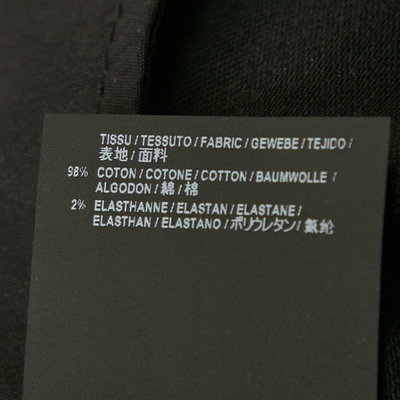 TISSU / TESSUTO / FABRIC / GEWEBE / TEJIDO /
表地 / 面料
98% COTON / COTONE / COTTON / BAUMWOLLE /
ALGODON / 綿 / 棉
2% ELASTHANNE / ELASTAN / ELASTANE /
ELASTHAN / ELASTANO / ポリウレタン / 氨纶